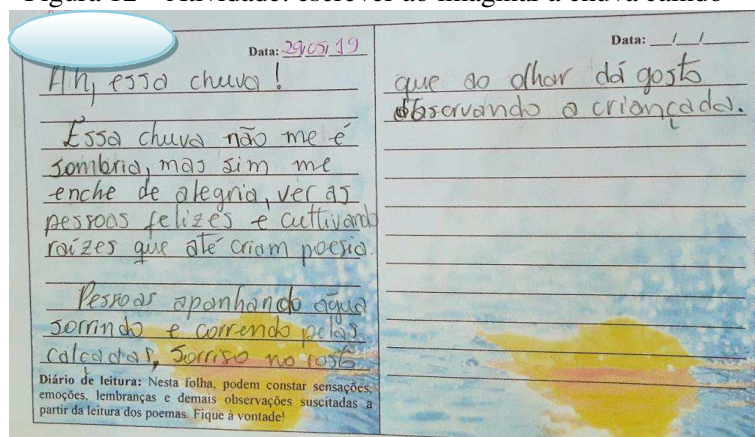 Figura 12 – Atividade: escrever ao imaginar a chuva caindo
Data: 29/05/19
Ah, essa chuva!
Essa chuva não me é
sombria, mas sim me
enche de alegria, ver as
pessoas felizes e cultivando
raízes que até criam poesia.
Pessoas apanhando água
sorrindo e correndo pelas
calçadas, sorriso no rosto
Diário de leitura: Nesta folha, podem constar sensações,
emoções, lembranças e demais observações suscitadas a
partir da leitura dos poemas. Fique à vontade!
Data: __/__/____
que ao olhar dá gosto
observando a criançada.